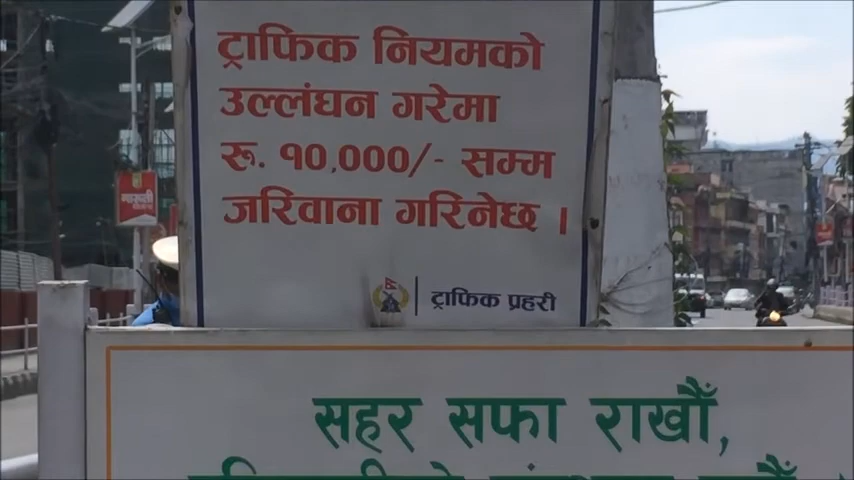 ट्राफिक नियमको
उल्लंघन गरेमा
रू. १०,०००/- सम्म
जरिवाना गरिनेछ ।
ट्राफिक प्रहरी
सहर सफा राखौँ,